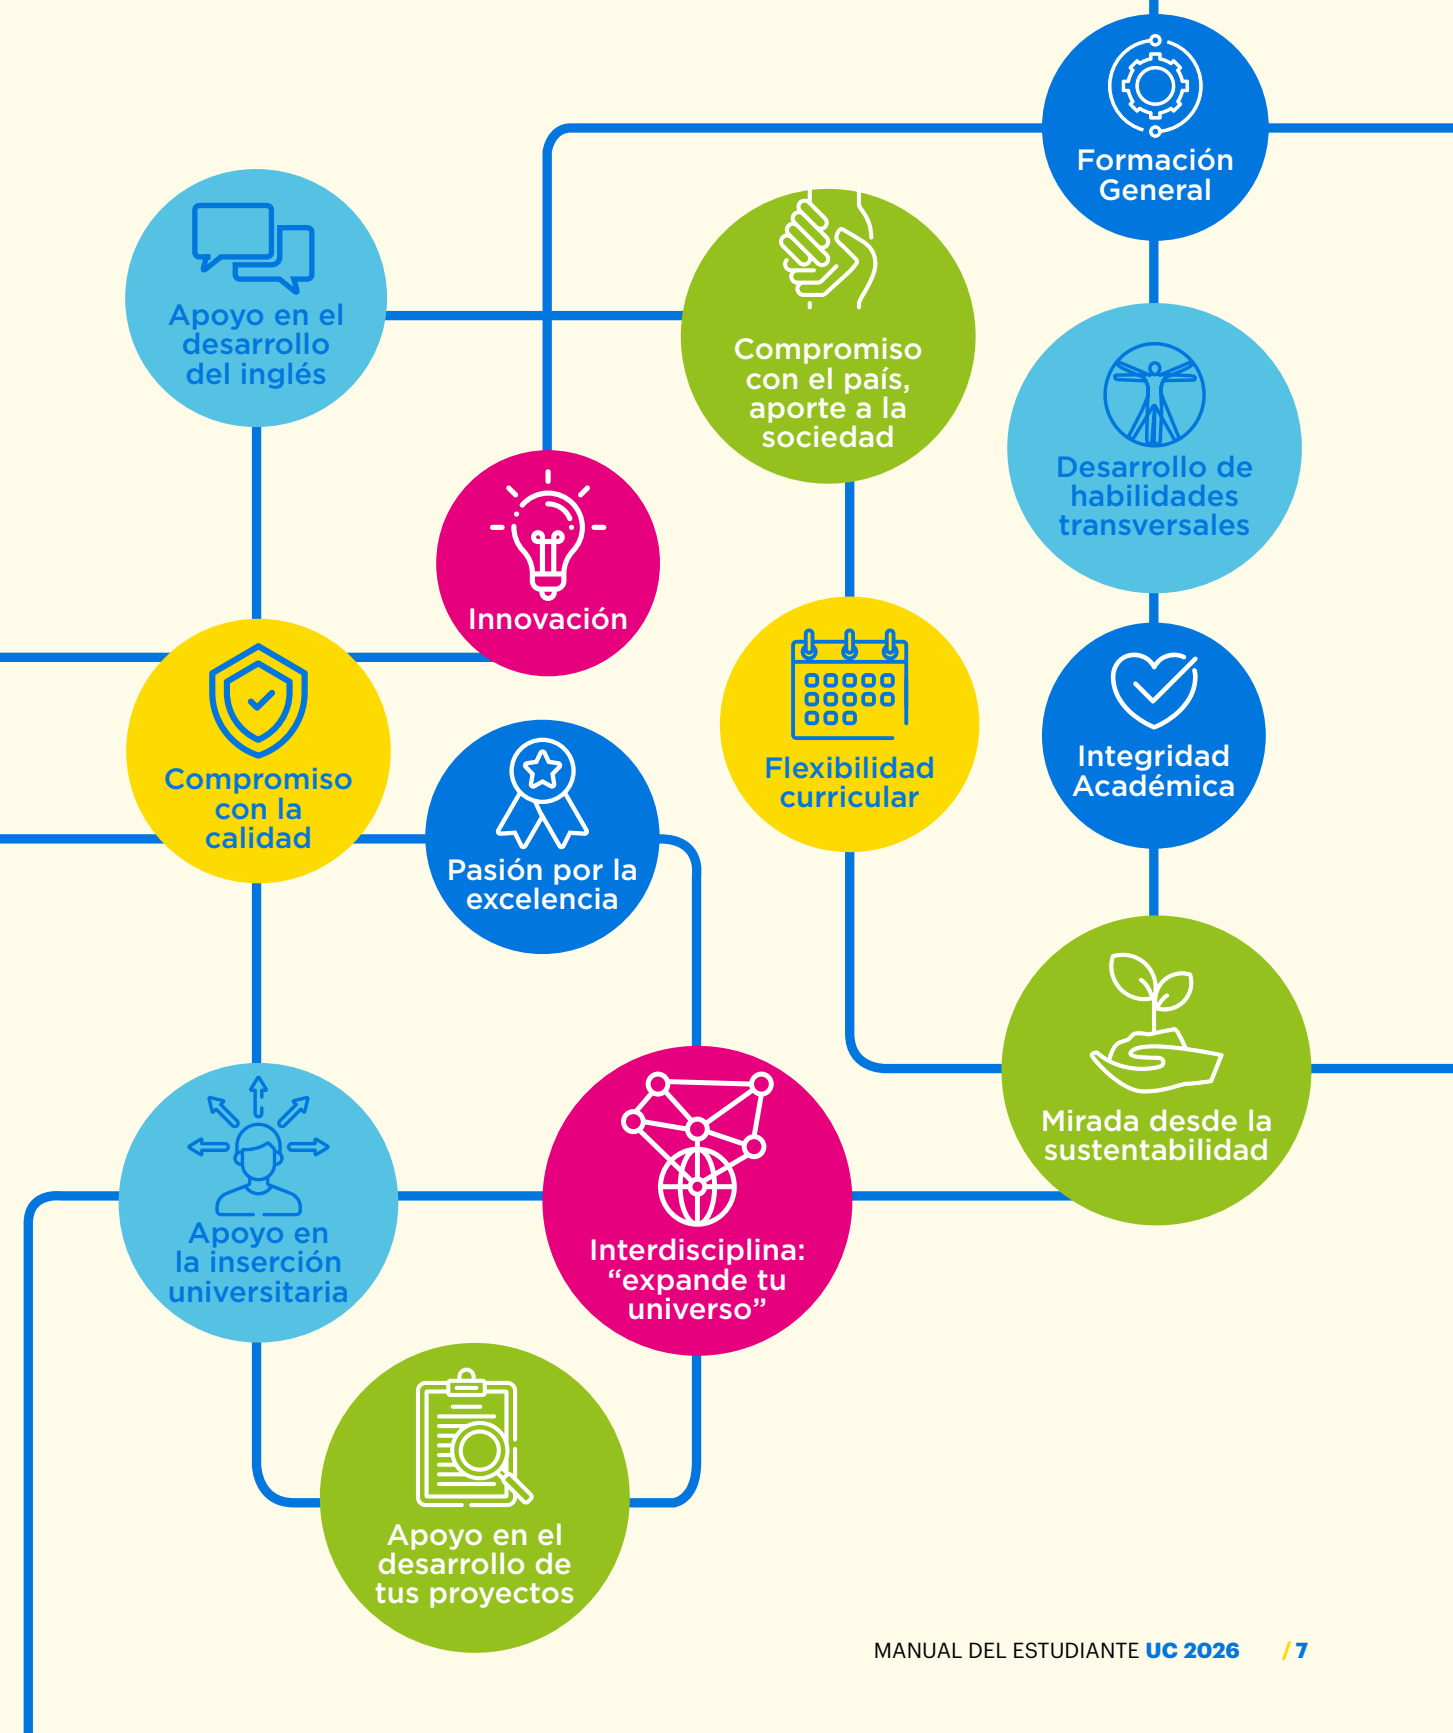 Formación
General
Apoyo en el
desarrollo
del inglés
Compromiso
con el país,
aporte a la
sociedad
Desarrollo de
habilidades
transversales
Innovación
Compromiso
con la
calidad
Pasión por la
excelencia
Flexibilidad
curricular
Integridad
Académica
Mirada desde la
sustentabilidad
Apoyo en
la inserción
universitaria
Interdisciplina:
“expande tu
universo”
Apoyo en el
desarrollo de
tus proyectos
MANUAL DEL ESTUDIANTE UC 2026 / 7